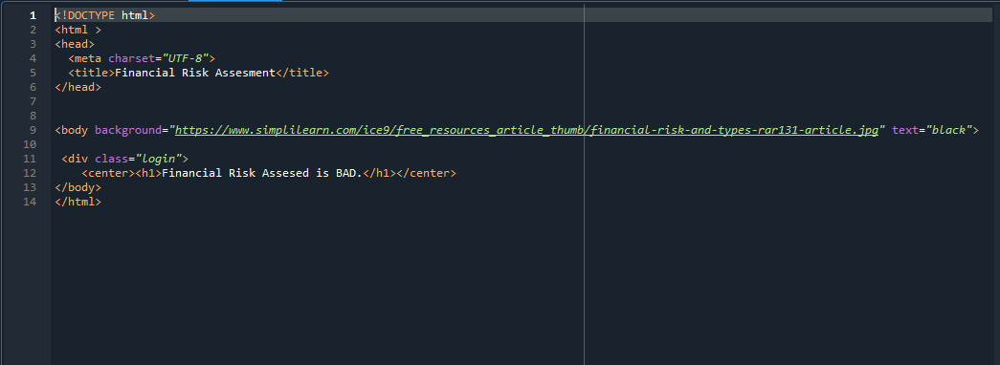 1 <!DOCTYPE html>
2 <html >
3 <head>
4   <meta charset="UTF-8">
5   <title>Financial Risk Assesment</title>
6 </head>
7
8
9 <body background="https://www.simplilearn.com/ice9/free_resources_article_thumb/financial-risk-and-types-rar131-article.jpg" text="black">
10
11  <div class="login">
12     <center><h1>Financial Risk Assesed is BAD.</h1></center>
13 </body>
14 </html>